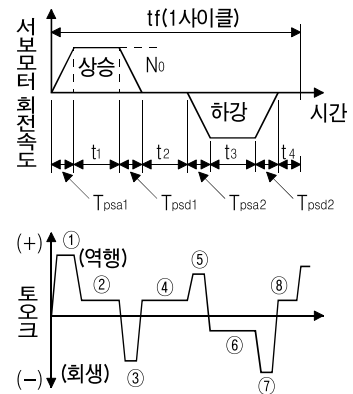 tf(1사이클)
서보모터 회전속도
상승
N₀
하강
시간
t₁
t₂
t₃
t₄
Tpsa1
Tpsd1
Tpsa2
Tpsd2
(+)
①
(역행)
②
⑤
④
⑧
토오크
⑥
(회생)
③
⑦
(−)